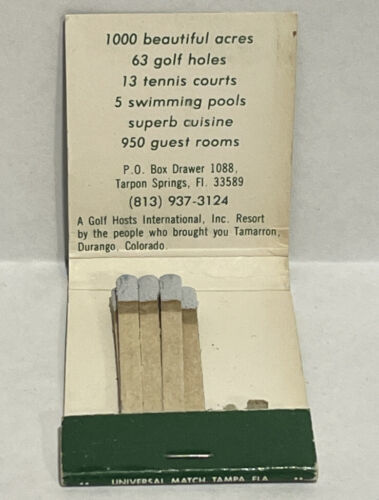 1000 beautiful acres
63 golf holes
13 tennis courts
5 swimming pools
superb cuisine
950 guest rooms
P.O. Box Drawer 1088,
Tarpon Springs, Fl. 33589
(813) 937-3124
A Golf Hosts International, Inc. Resort
by the people who brought you Tamarron,
Durango, Colorado.
UNIVERSAL MATCH, TAMPA, FLA.